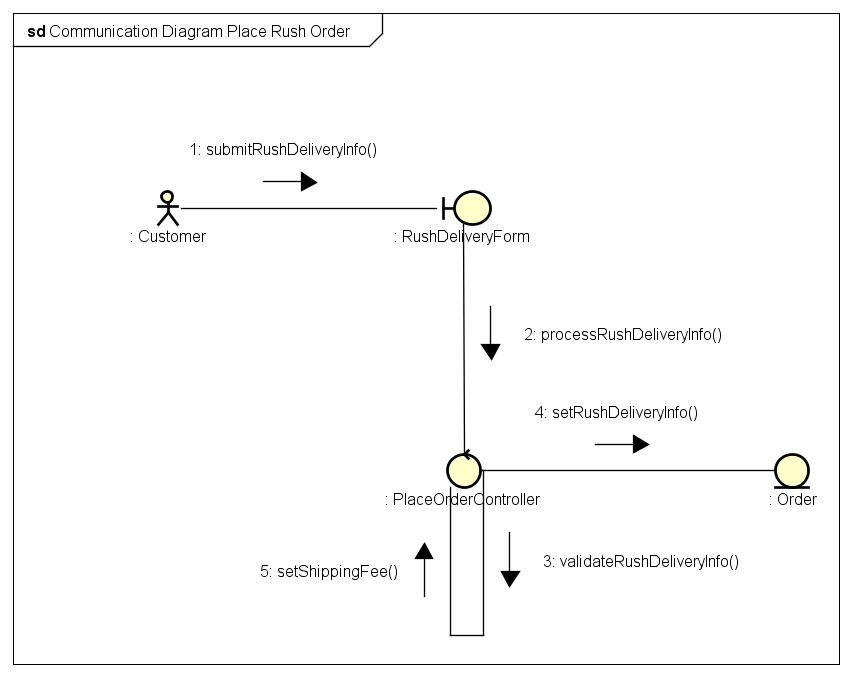 sd Communication Diagram Place Rush Order
1: submitRushDeliveryInfo()
: Customer
: RushDeliveryForm
2: processRushDeliveryInfo()
4: setRushDeliveryInfo()
: PlaceOrderController
: Order
3: validateRushDeliveryInfo()
5: setShippingFee()